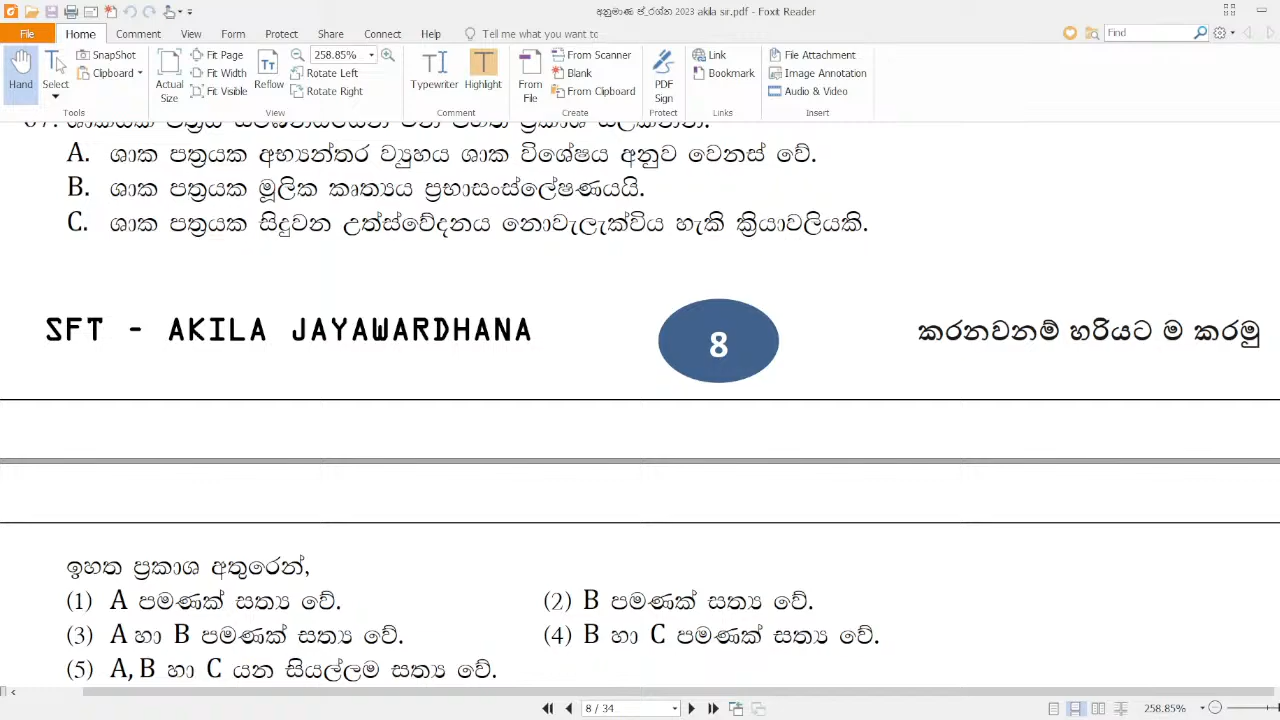 අනුමාණ ප්‍රශ්න 2023 akila sir.pdf - Foxit Reader
File Home Comment View Form Protect Share Connect Help Tell me what you want to Find
Hand Select SnapShot Clipboard Actual Size Fit Page Fit Width Fit Visible Reflow 258.85% Rotate Left Rotate Right Typewriter Highlight From File From Scanner Blank From Clipboard PDF Sign Link Bookmark File Attachment Image Annotation Audio & Video
Tools View Comment Create Protect Links Insert
A. ශාක පත්‍රයක අභ්‍යන්තර ව්‍යුහය ශාක විශේෂය අනුව වෙනස් වේ.
B. ශාක පත්‍රයක මූලික කෘත්‍යය ප්‍රභාසංස්ලේෂණයයි.
C. ශාක පත්‍රයක සිදුවන උත්ස්වේදනය නොවැලැක්විය හැකි ක්‍රියාවලියකි.
SFT - AKILA JAYAWARDHANA 8 කරනවනම් හරියට ම කරමු
ඉහත ප්‍රකාශ අතුරෙන්,
(1) A පමණක් සත්‍ය වේ. (2) B පමණක් සත්‍ය වේ.
(3) A හා B පමණක් සත්‍ය වේ. (4) B හා C පමණක් සත්‍ය වේ.
(5) A, B හා C යන සියල්ලම සත්‍ය වේ.
8 / 34 258.85%